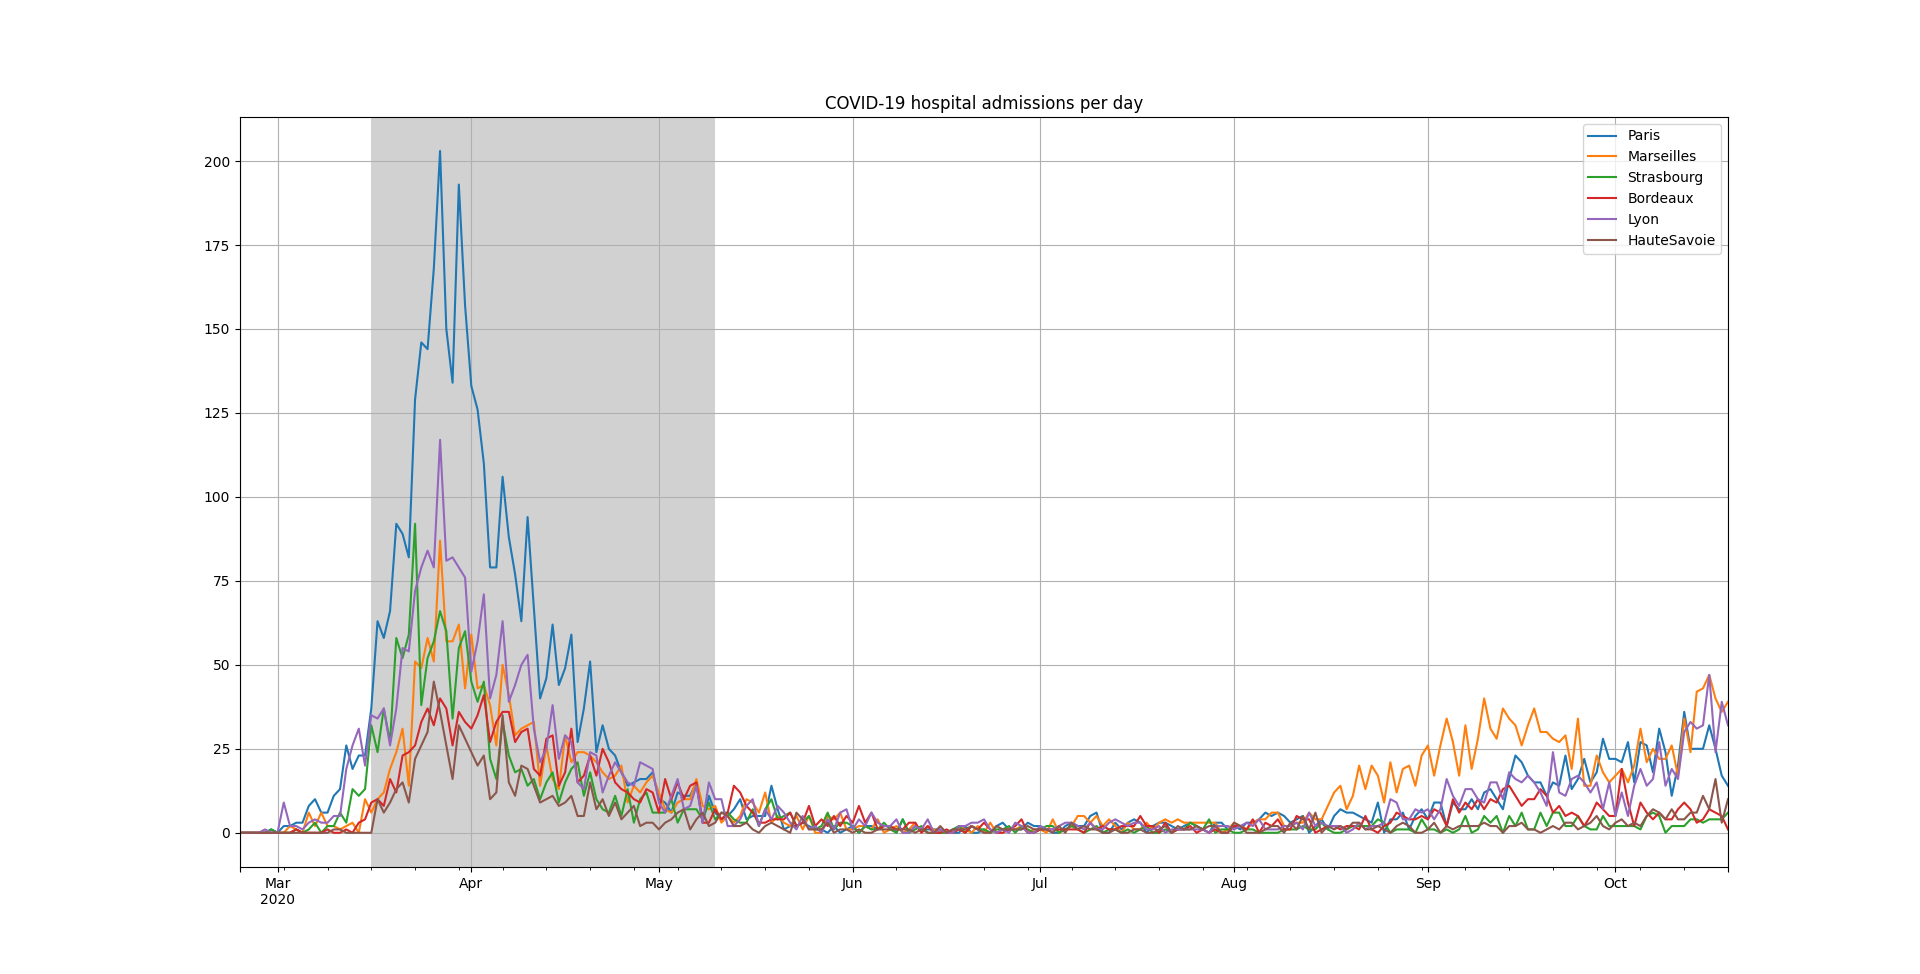 COVID-19 hospital admissions per day
Paris
Marseilles
Strasbourg
Bordeaux
Lyon
HauteSavoie
200
175
150
125
100
75
50
25
0
Mar Apr May Jun Jul Aug Sep Oct
2020